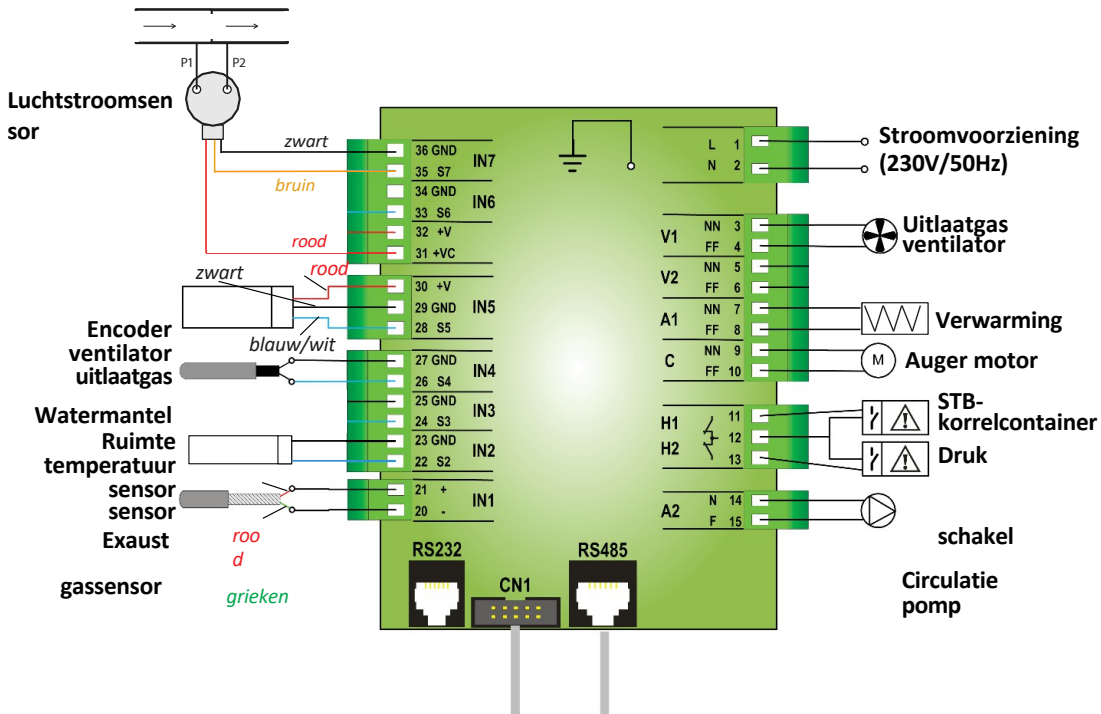 P1 P2
Luchtstroomsen
sor
zwart
bruin
rood
rood
zwart
blauw/wit
Encoder
ventilator
uitlaatgas
Watermantel
Ruimte
temperatuur
sensor
sensor
Exaust
gassensor
roo
d
grieken
36 GND
35 S7
IN7
34 GND
33 S6
IN6
32 +V
31 +VC
30 +V
29 GND
28 S5
IN5
27 GND
26 S4
IN4
25 GND
24 S3
IN3
23 GND
22 S2
IN2
21 +
20 -
IN1
RS232
CN1
RS485
L 1
N 2
V1
NN 3
FF 4
V2
NN 5
FF 6
A1
NN 7
FF 8
C
NN 9
FF 10
H1
H2
11
12
13
A2
N 14
F 15
Stroomvoorziening
(230V/50Hz)
Uitlaatgas
ventilator
Verwarming
M
Auger motor
STB-
korrelcontainer
Druk
schakel
Circulatie
pomp